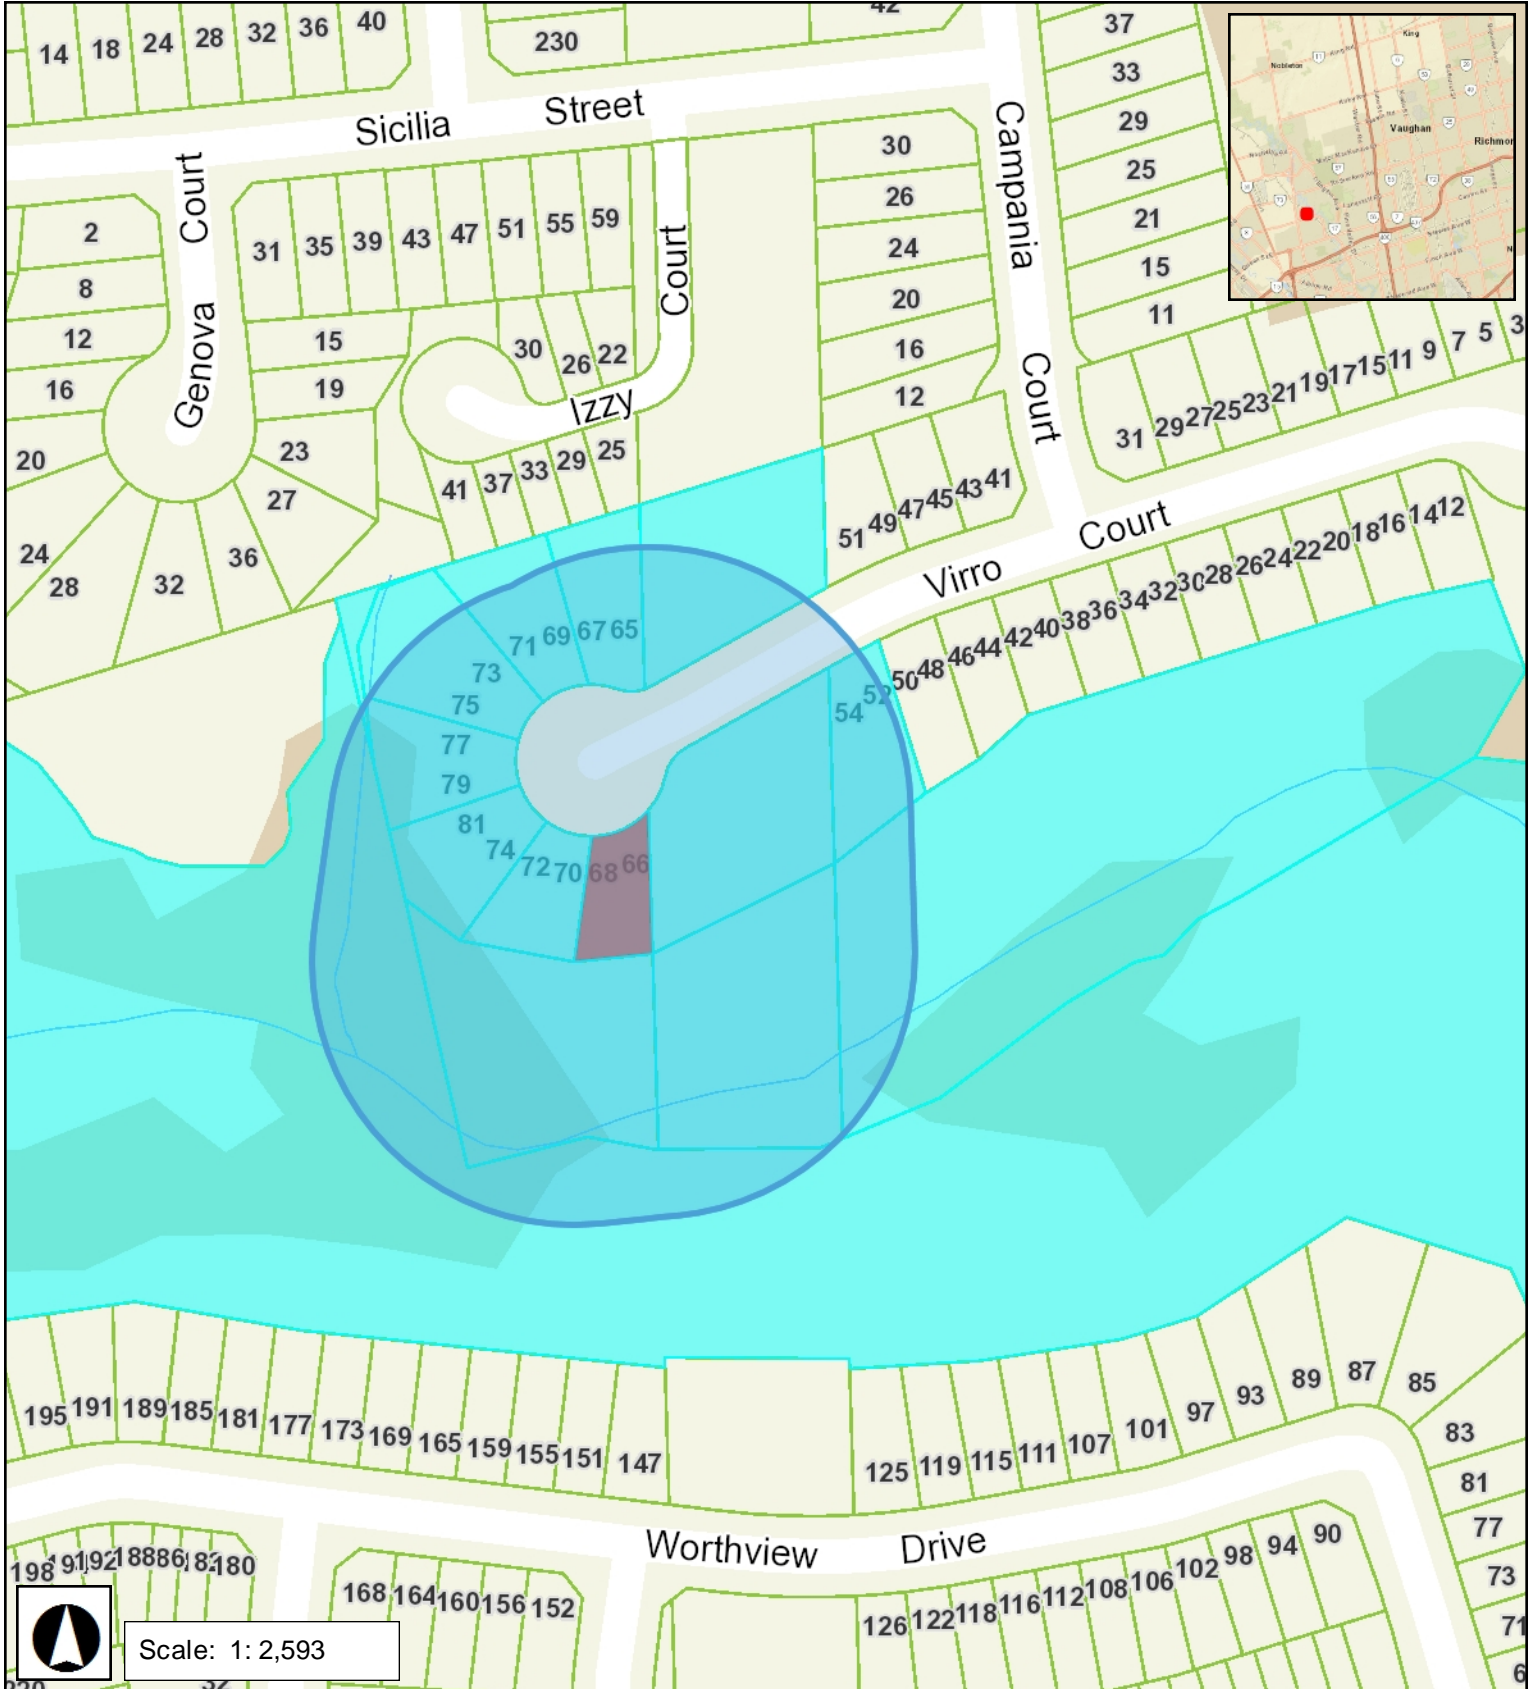 14 18 24 28 32 36 40
230
42
37
33
29
25
21
15
11
Sicilia Street
Campania Court
Genova Court
Izzy Court
Virro Court
Worthview Drive
2
8
12
16
20
24
28
32
36
31 35 39 43 47 51 55 59
15
19
23
27
30 26 22
41 37 33 29 25
30
26
24
20
16
12
51 49 47 45 43 41
31 29 27 25 23 21 19 17 15 11 9 7 5 3
54 52 50 48 46 44 42 40 38 36 34 32 30 28 26 24 22 20 18 16 14 12
71 69 67 65
73
75
77
79
81
74
72 70 68 66
195 191 189 185 181 177 173 169 165 159 155 151 147
125 119 115 111 107 101 97 93 89 87 85
83
81
77
73
71
198 192 180
168 164 160 156 152
126 122 118 116 112 108 106 102 98 94 90
King
Nobleton
Vaughan
Richmon
Scale: 1: 2,593